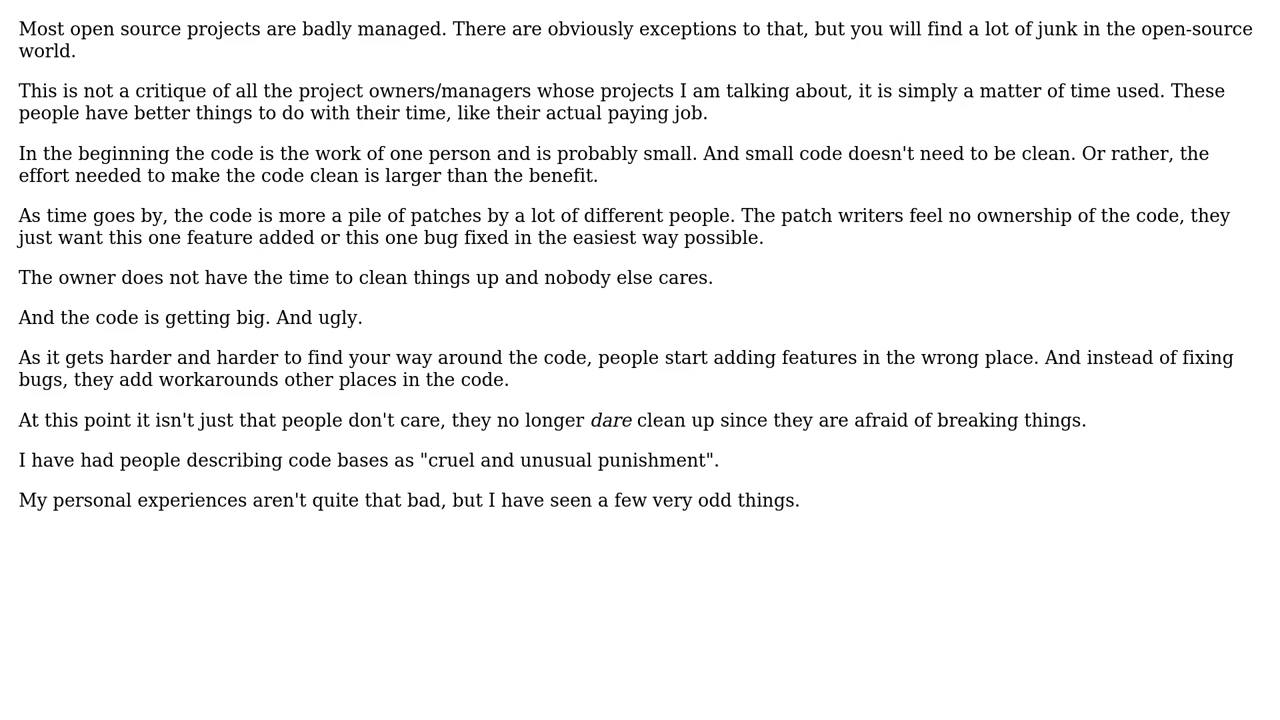 Most open source projects are badly managed. There are obviously exceptions to that, but you will find a lot of junk in the open-source
world.
This is not a critique of all the project owners/managers whose projects I am talking about, it is simply a matter of time used. These
people have better things to do with their time, like their actual paying job.
In the beginning the code is the work of one person and is probably small. And small code doesn't need to be clean. Or rather, the
effort needed to make the code clean is larger than the benefit.
As time goes by, the code is more a pile of patches by a lot of different people. The patch writers feel no ownership of the code, they
just want this one feature added or this one bug fixed in the easiest way possible.
The owner does not have the time to clean things up and nobody else cares.
And the code is getting big. And ugly.
As it gets harder and harder to find your way around the code, people start adding features in the wrong place. And instead of fixing
bugs, they add workarounds other places in the code.
At this point it isn't just that people don't care, they no longer dare clean up since they are afraid of breaking things.
I have had people describing code bases as "cruel and unusual punishment".
My personal experiences aren't quite that bad, but I have seen a few very odd things.